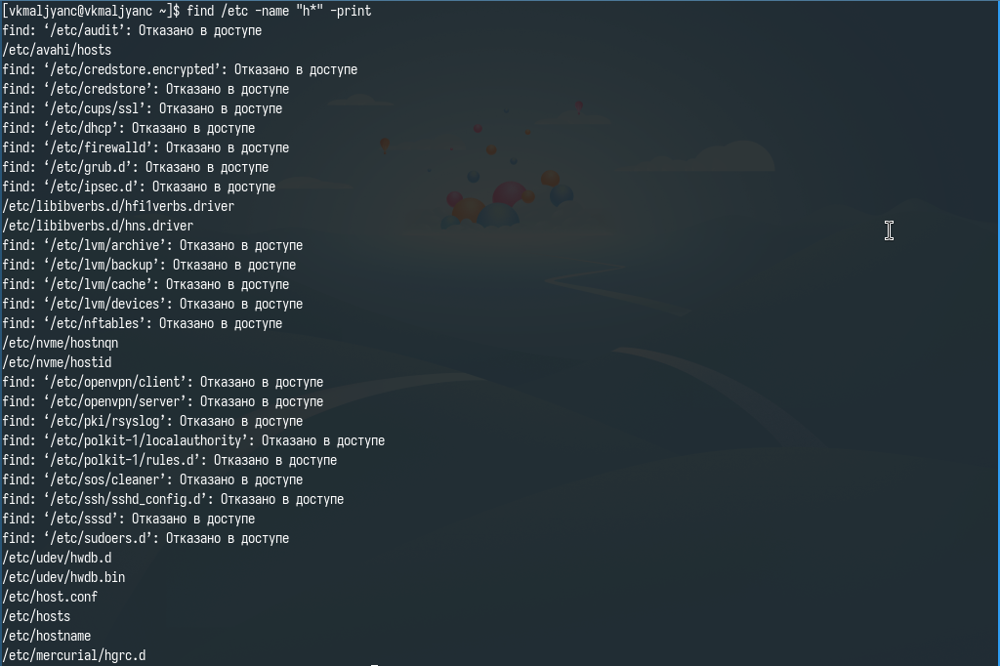 [vkmaljyanc@vkmaljyanc ~]$ find /etc -name "h*" -print
find: ‘/etc/audit’: Отказано в доступе
/etc/avahi/hosts
find: ‘/etc/credstore.encrypted’: Отказано в доступе
find: ‘/etc/credstore’: Отказано в доступе
find: ‘/etc/cups/ssl’: Отказано в доступе
find: ‘/etc/dhcp’: Отказано в доступе
find: ‘/etc/firewalld’: Отказано в доступе
find: ‘/etc/grub.d’: Отказано в доступе
find: ‘/etc/ipsec.d’: Отказано в доступе
/etc/libibverbs.d/hfi1verbs.driver
/etc/libibverbs.d/hns.driver
find: ‘/etc/lvm/archive’: Отказано в доступе
find: ‘/etc/lvm/backup’: Отказано в доступе
find: ‘/etc/lvm/cache’: Отказано в доступе
find: ‘/etc/lvm/devices’: Отказано в доступе
find: ‘/etc/nftables’: Отказано в доступе
/etc/nvme/hostnqn
/etc/nvme/hostid
find: ‘/etc/openvpn/client’: Отказано в доступе
find: ‘/etc/openvpn/server’: Отказано в доступе
find: ‘/etc/pki/rsyslog’: Отказано в доступе
find: ‘/etc/polkit-1/localauthority’: Отказано в доступе
find: ‘/etc/polkit-1/rules.d’: Отказано в доступе
find: ‘/etc/sos/cleaner’: Отказано в доступе
find: ‘/etc/ssh/sshd_config.d’: Отказано в доступе
find: ‘/etc/sssd’: Отказано в доступе
find: ‘/etc/sudoers.d’: Отказано в доступе
/etc/udev/hwdb.d
/etc/udev/hwdb.bin
/etc/host.conf
/etc/hosts
/etc/hostname
/etc/mercurial/hgrc.d